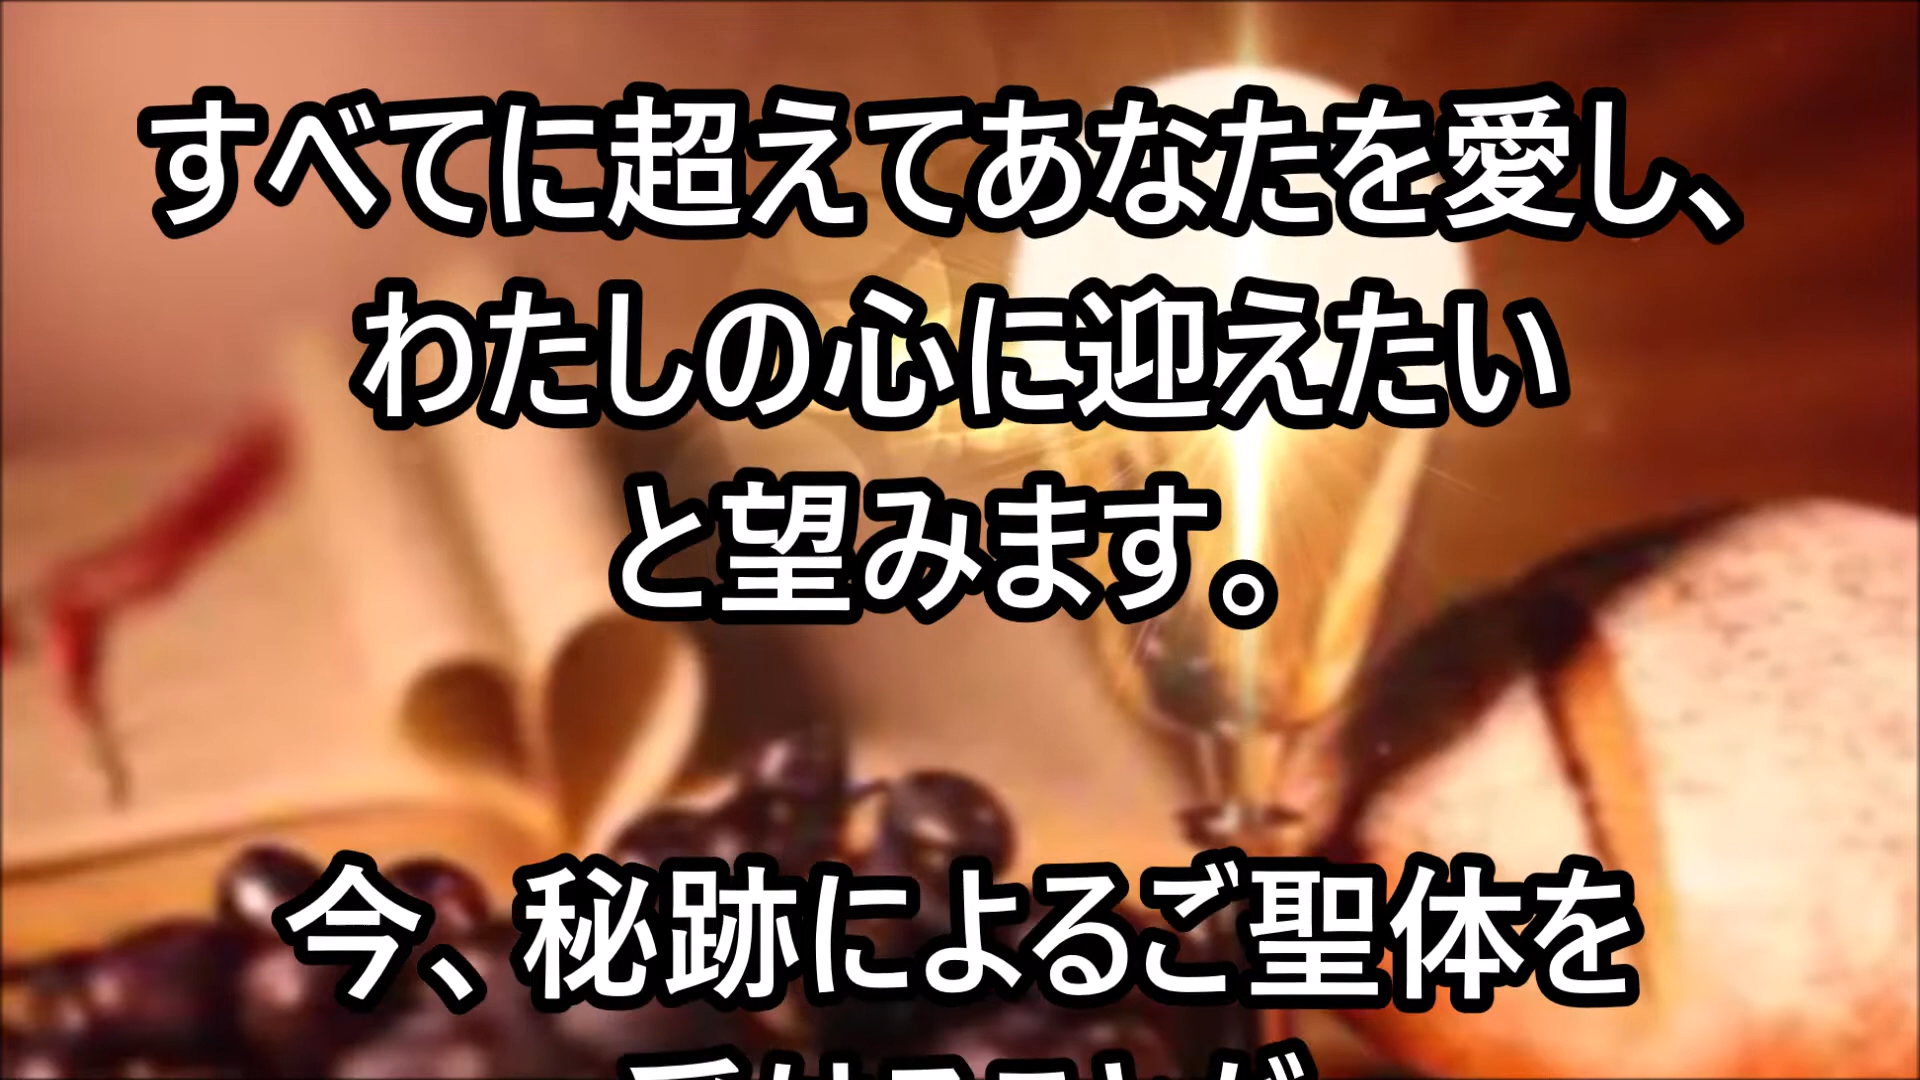 すべてに超えてあなたを愛し、
わたしの心に迎えたい
と望みます。
今、秘跡によるご聖体を